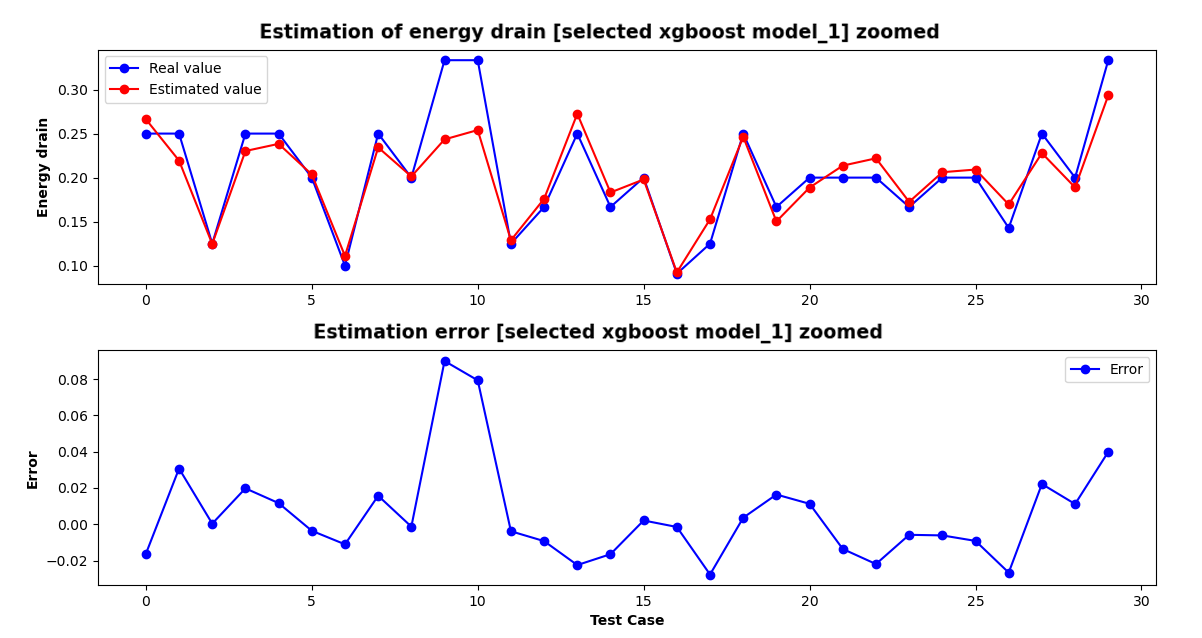 Estimation of energy drain [selected xgboost model_1] zoomed
Real value
Estimated value
Energy drain
0.30
0.25
0.20
0.15
0.10
0 5 10 15 20 25 30
Estimation error [selected xgboost model_1] zoomed
Error
Error
0.08
0.06
0.04
0.02
0.00
−0.02
0 5 10 15 20 25 30
Test Case